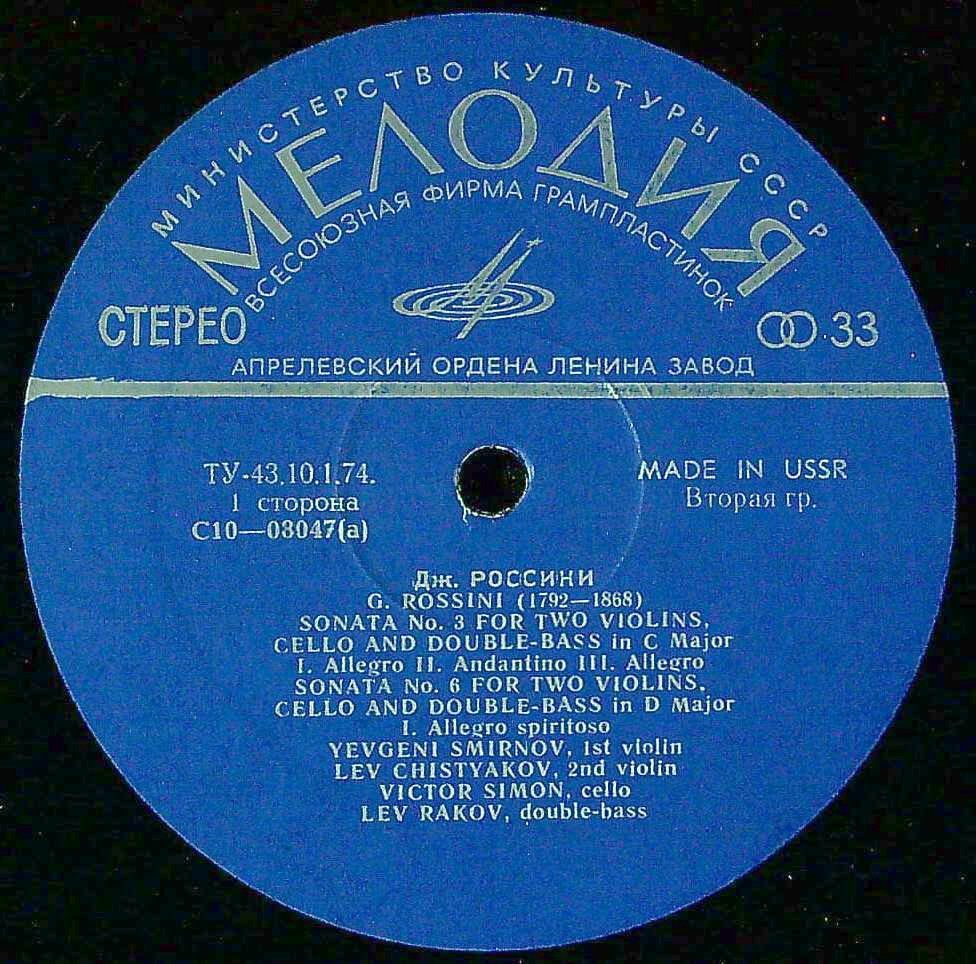 МИНИСТЕРСТВО КУЛЬТУРЫ СССР
МЕЛОДИЯ
ВСЕСОЮЗНАЯ ФИРМА ГРАМПЛАСТИНОК
СТЕРЕО
33
АПРЕЛЕВСКИЙ ОРДЕНА ЛЕНИНА ЗАВОД
ТУ-43.10.1.74.
1 сторона
С10—08047(а)
MADE IN USSR
Вторая гр.
Дж. РОССИНИ
G. ROSSINI (1792—1868)
SONATA No. 3 FOR TWO VIOLINS,
CELLO AND DOUBLE-BASS in C Major
I. Allegro II. Andantino III. Allegro
SONATA No. 6 FOR TWO VIOLINS,
CELLO AND DOUBLE-BASS in D Major
I. Allegro spiritoso
YEVGENI SMIRNOV, 1st violin
LEV CHISTYAKOV, 2nd violin
VICTOR SIMON, cello
LEV RAKOV, double-bass